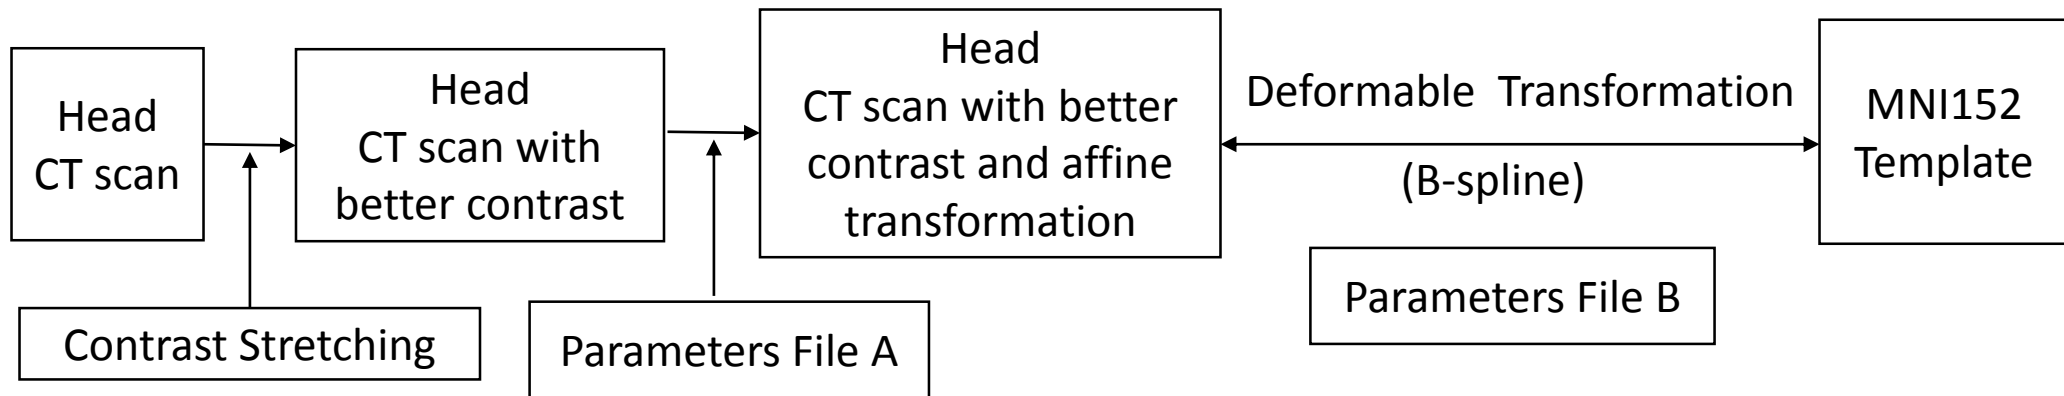 Head
CT scan
Head
CT scan with
better contrast
Head
CT scan with better
contrast and affine
transformation
Deformable Transformation
(B-spline)
MNI152
Template
Contrast Stretching
Parameters File A
Parameters File B